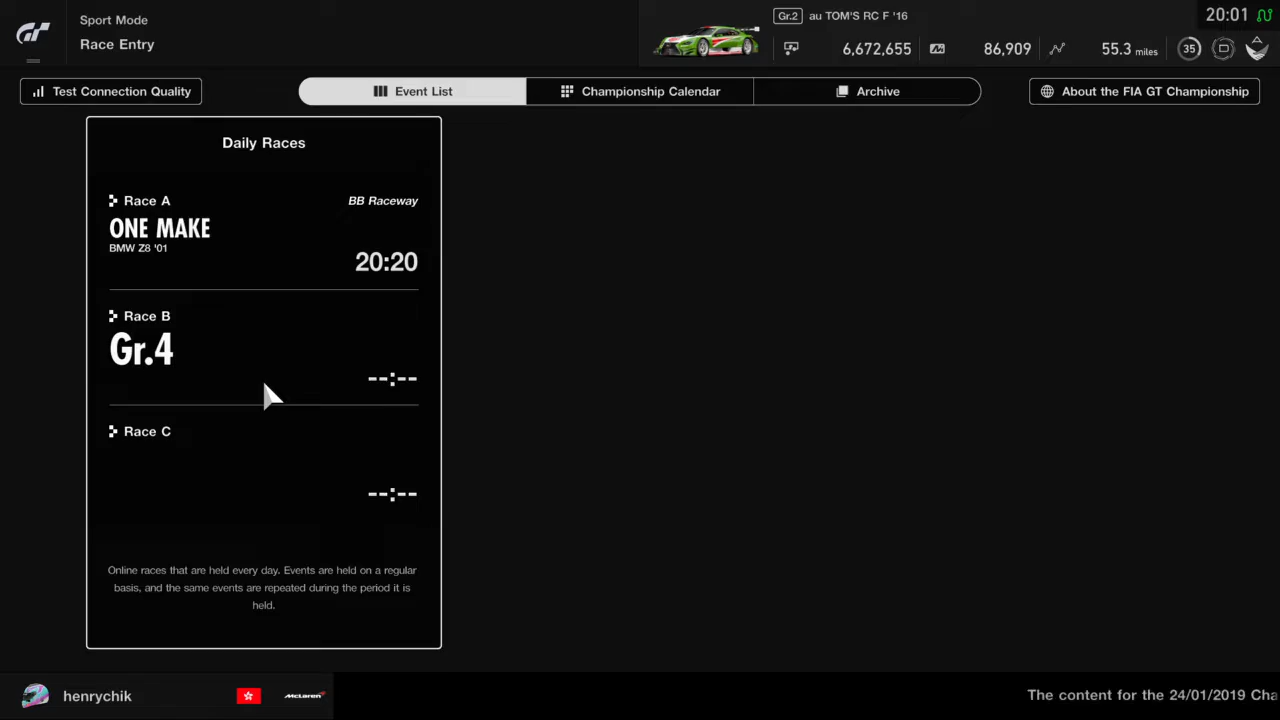 Sport Mode
Race Entry
Gr.2 au TOM'S RC F '16
6,672,655 86,909 55.3 miles 35 D
20:01
Test Connection Quality
Event List
Championship Calendar
Archive
About the FIA GT Championship
Daily Races
Race A BB Raceway
ONE MAKE
BMW Z8 '01
20:20
Race B
Gr.4
--:--
Race C
--:--
Online races that are held every day. Events are held on a regular
basis, and the same events are repeated during the period it is
held.
henrychik McLaren
The content for the 24/01/2019 Cha